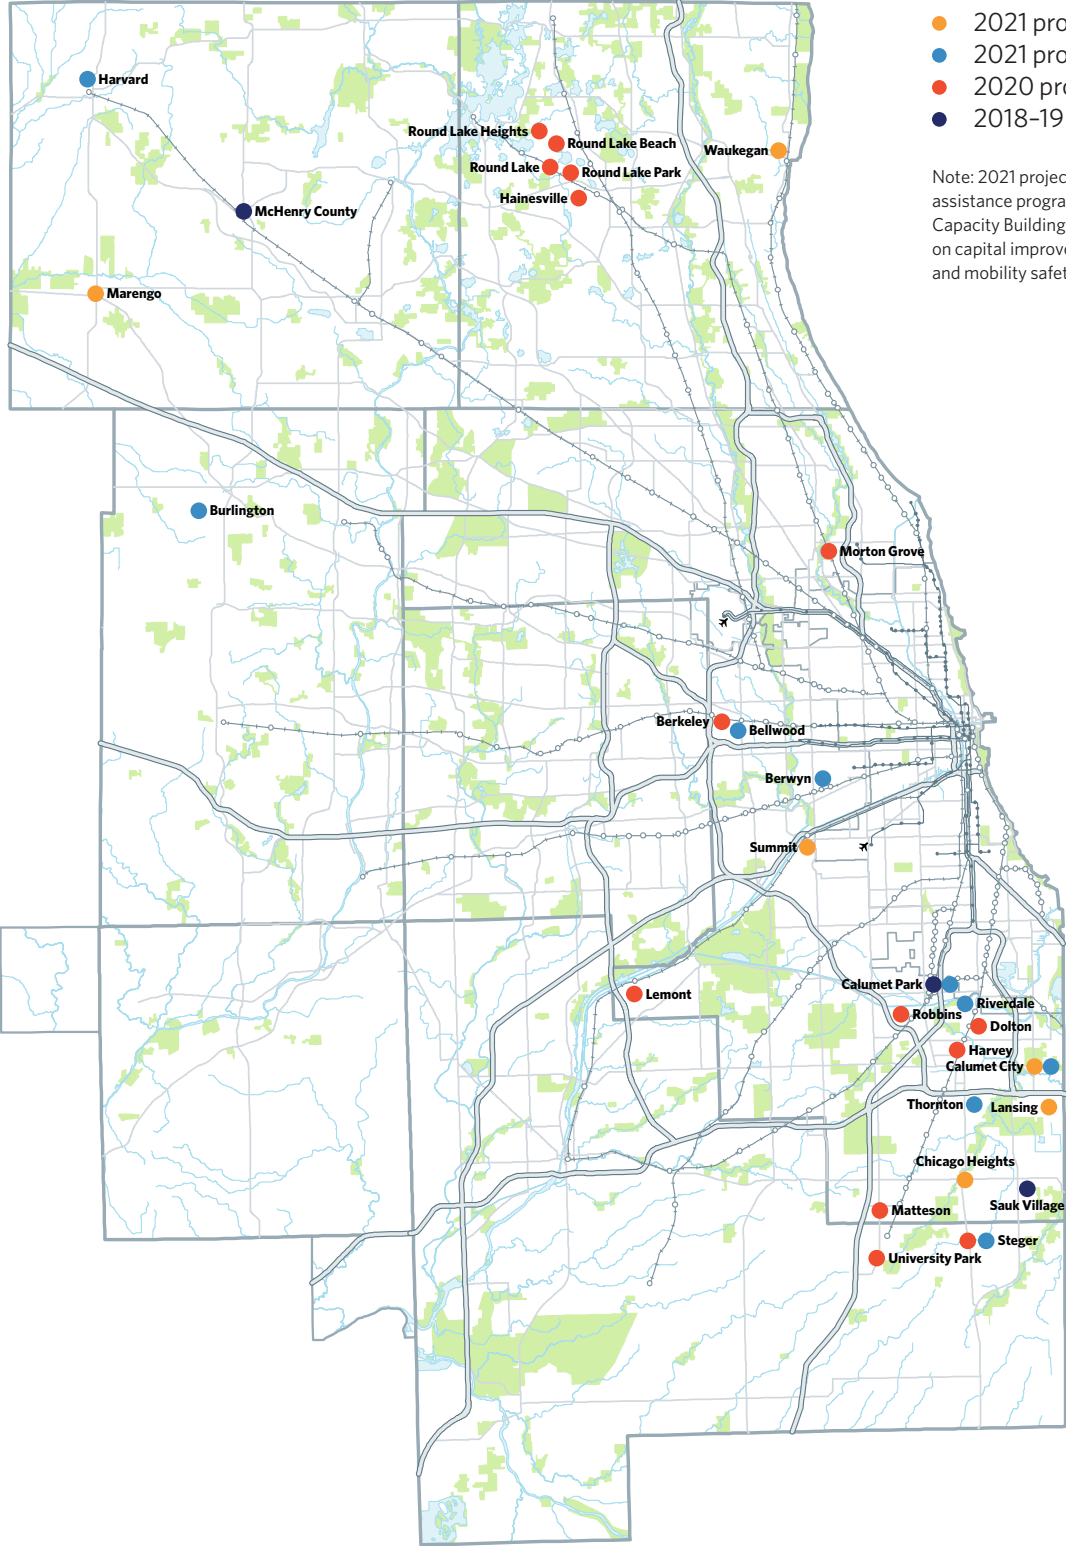 2021 pro
2021 pro
2020 pro
2018–19
Note: 2021 projec
assistance progra
Capacity Building
on capital improve
and mobility safet
Harvard
Round Lake Heights
Round Lake Beach
Waukegan
Round Lake
Round Lake Park
Hainesville
McHenry County
Marengo
Burlington
Morton Grove
Berkeley
Bellwood
Berwyn
Summit
Calumet Park
Lemont
Riverdale
Robbins
Dolton
Harvey
Calumet City
Thornton
Lansing
Chicago Heights
Sauk Village
Matteson
Steger
University Park